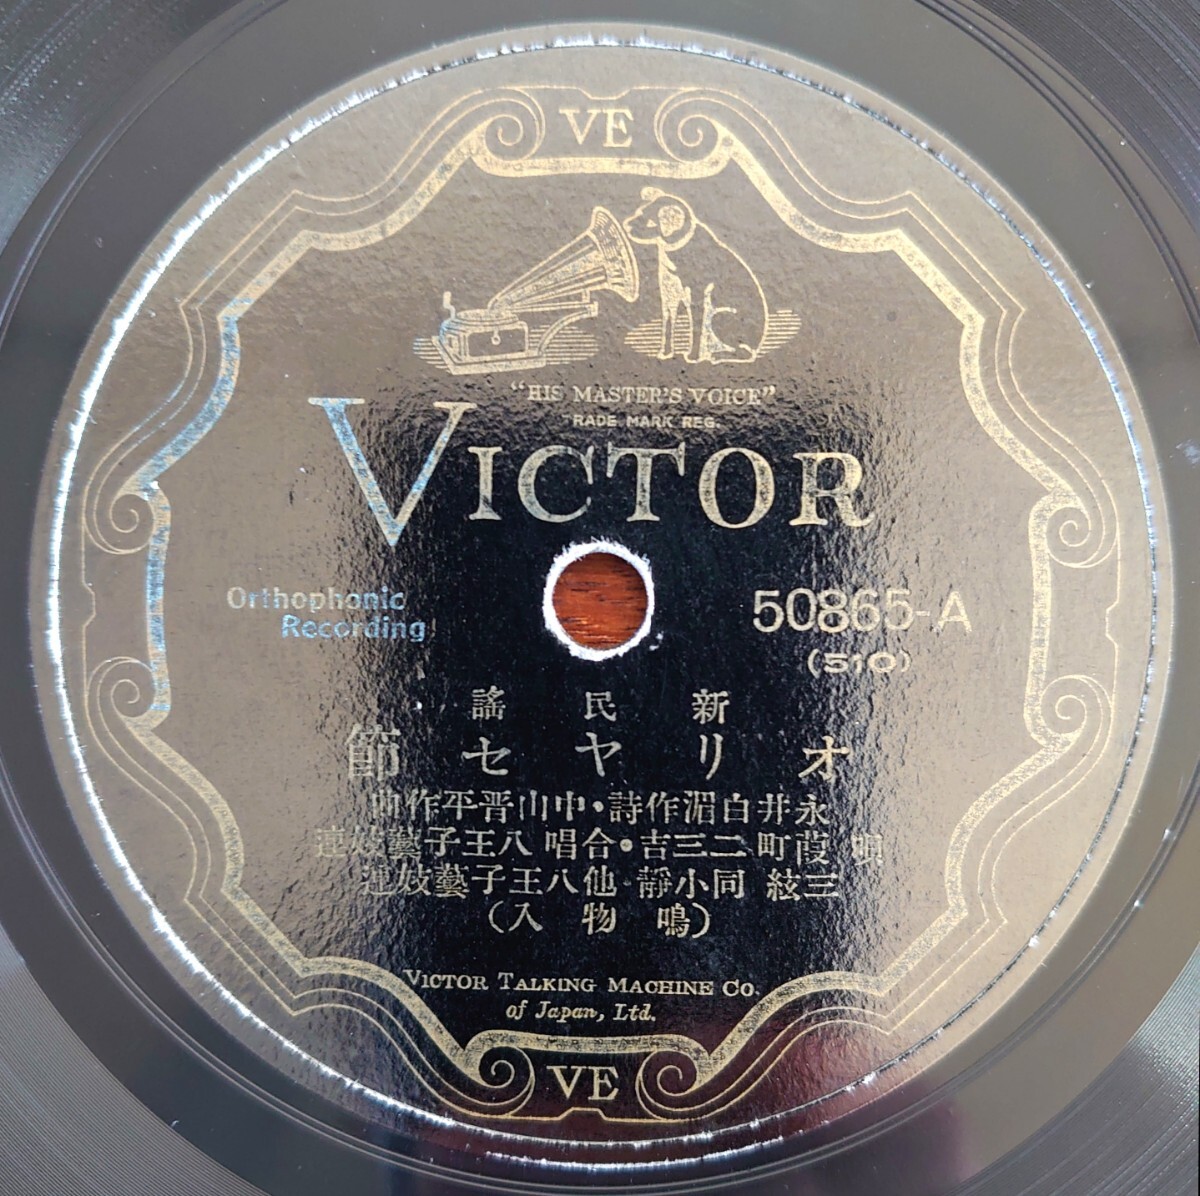 VE
"HIS MASTER'S VOICE"
TRADE MARK REG.
VICTOR
Orthophonic
Recording
50865-A
(510)
新民謠
オリヤセ節
永井白湄作詩・中山晋平作曲
唄 葭町二三吉・合唱 八王子藝妓連
三絃 同小靜 他八王子藝妓連
(鳴物入)
VICTOR TALKING MACHINE CO.
of Japan, Ltd.
VE